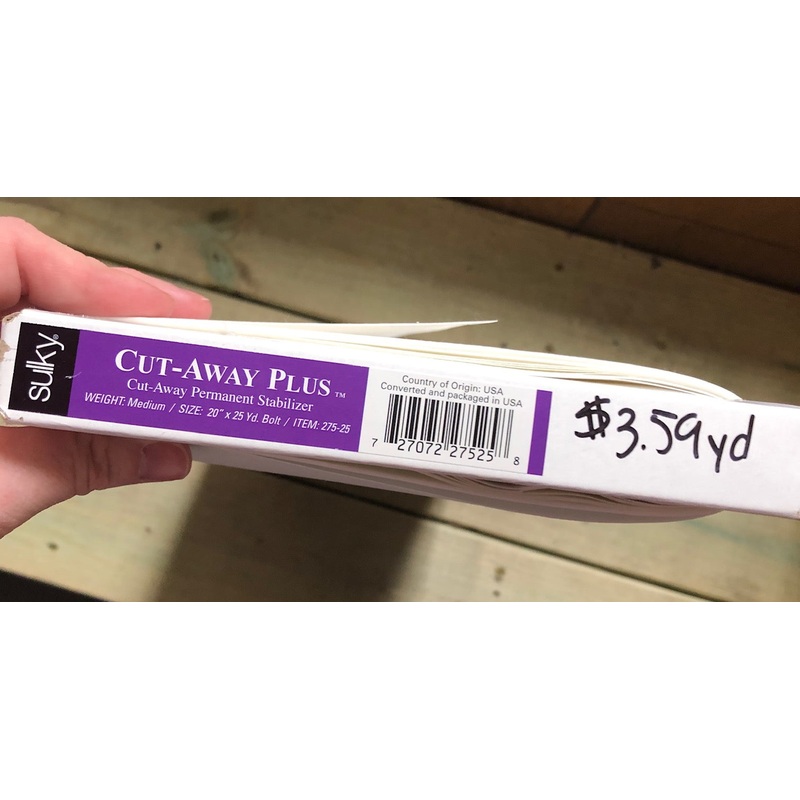 sulky®
CUT-AWAY PLUS™
Cut-Away Permanent Stabilizer
WEIGHT: Medium / SIZE: 20" x 25 Yd. Bolt / ITEM: 275-25
Country of Origin: USA
Converted and packaged in USA
7 27072 27525 8
$3.59yd